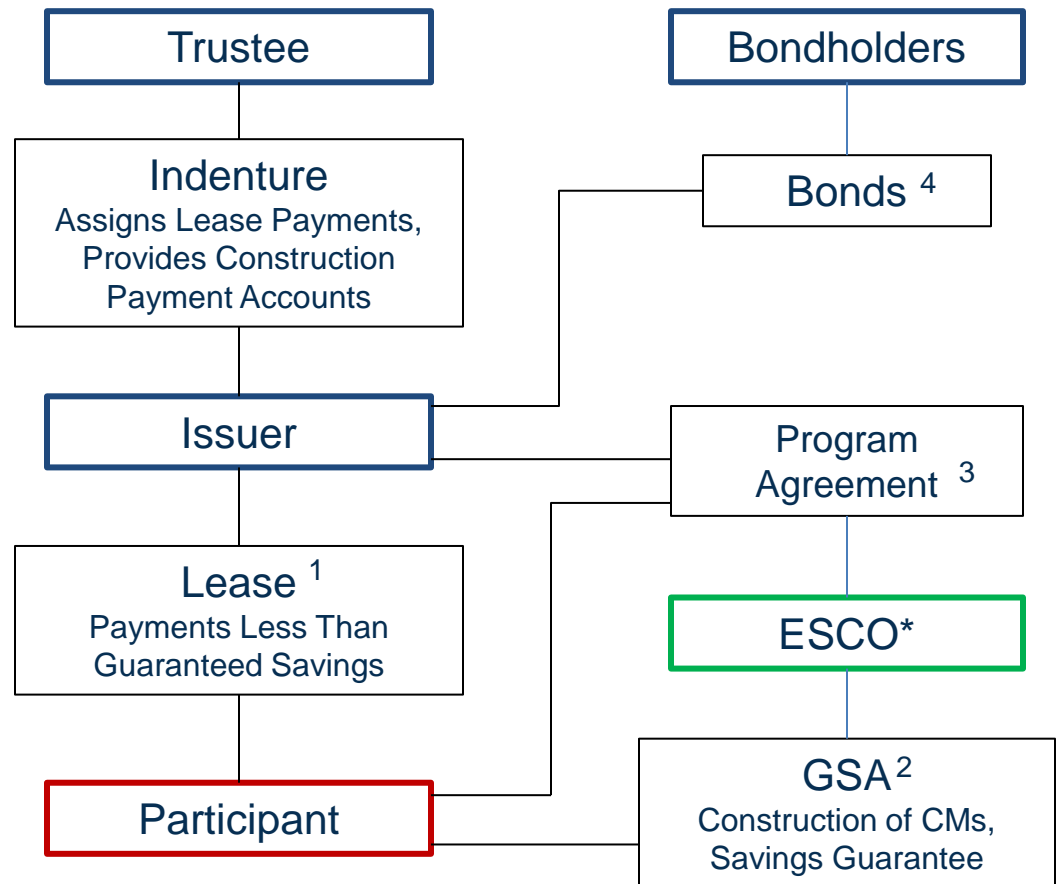 Trustee
Bondholders
Indenture
Assigns Lease Payments,
Provides Construction
Payment Accounts
Bonds 4
Issuer
Program
Agreement 3
Lease 1
Payments Less Than
Guaranteed Savings
ESCO*
Participant
GSA 2
Construction of CMs,
Savings Guarantee